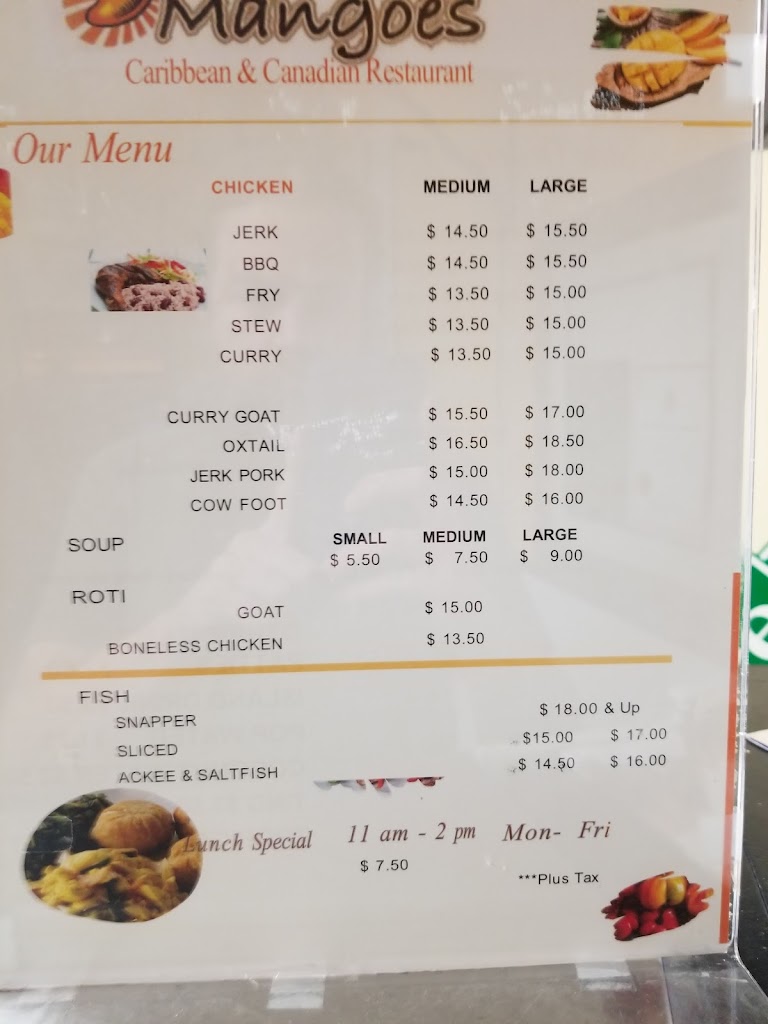 Mangoes
Caribbean & Canadian Restaurant
Our Menu
CHICKEN MEDIUM LARGE
JERK $ 14.50 $ 15.50
BBQ $ 14.50 $ 15.50
FRY $ 13.50 $ 15.00
STEW $ 13.50 $ 15.00
CURRY $ 13.50 $ 15.00
CURRY GOAT $ 15.50 $ 17.00
OXTAIL $ 16.50 $ 18.50
JERK PORK $ 15.00 $ 18.00
COW FOOT $ 14.50 $ 16.00
SOUP SMALL MEDIUM LARGE
$ 5.50 $ 7.50 $ 9.00
ROTI
GOAT $ 15.00
BONELESS CHICKEN $ 13.50
FISH
SNAPPER $ 18.00 & Up
SLICED $15.00 $ 17.00
ACKEE & SALTFISH $ 14.50 $ 16.00
Lunch Special 11 am - 2 pm Mon- Fri
$ 7.50
***Plus Tax